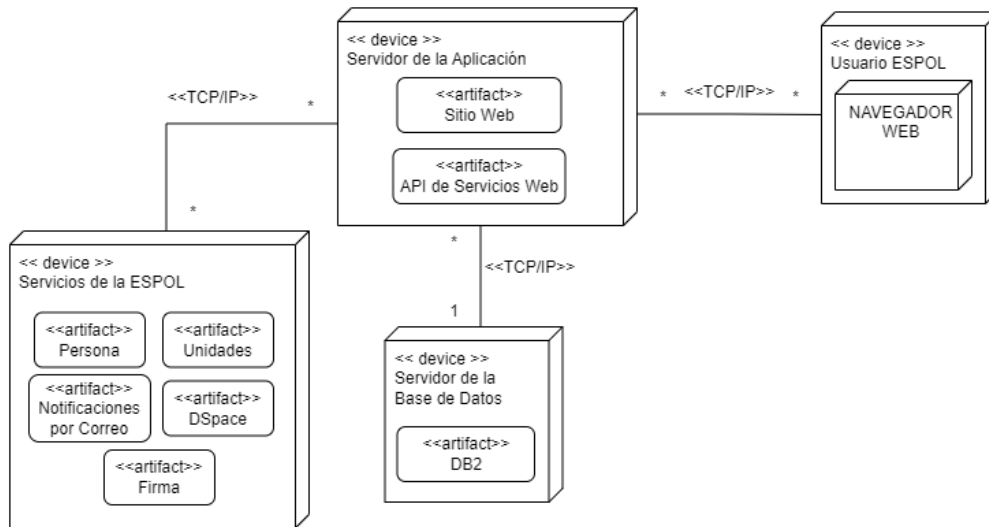 << device >>
Servidor de la Aplicación
<<artifact>>
Sitio Web
<<artifact>>
API de Servicios Web
<<TCP/IP>>
*
*
* <<TCP/IP>> *
<< device >>
Usuario ESPOL
NAVEGADOR
WEB
<< device >>
Servicios de la ESPOL
<<artifact>>
Persona
<<artifact>>
Unidades
<<artifact>>
Notificaciones
por Correo
<<artifact>>
DSpace
<<artifact>>
Firma
*
<<TCP/IP>>
1
<< device >>
Servidor de la
Base de Datos
<<artifact>>
DB2